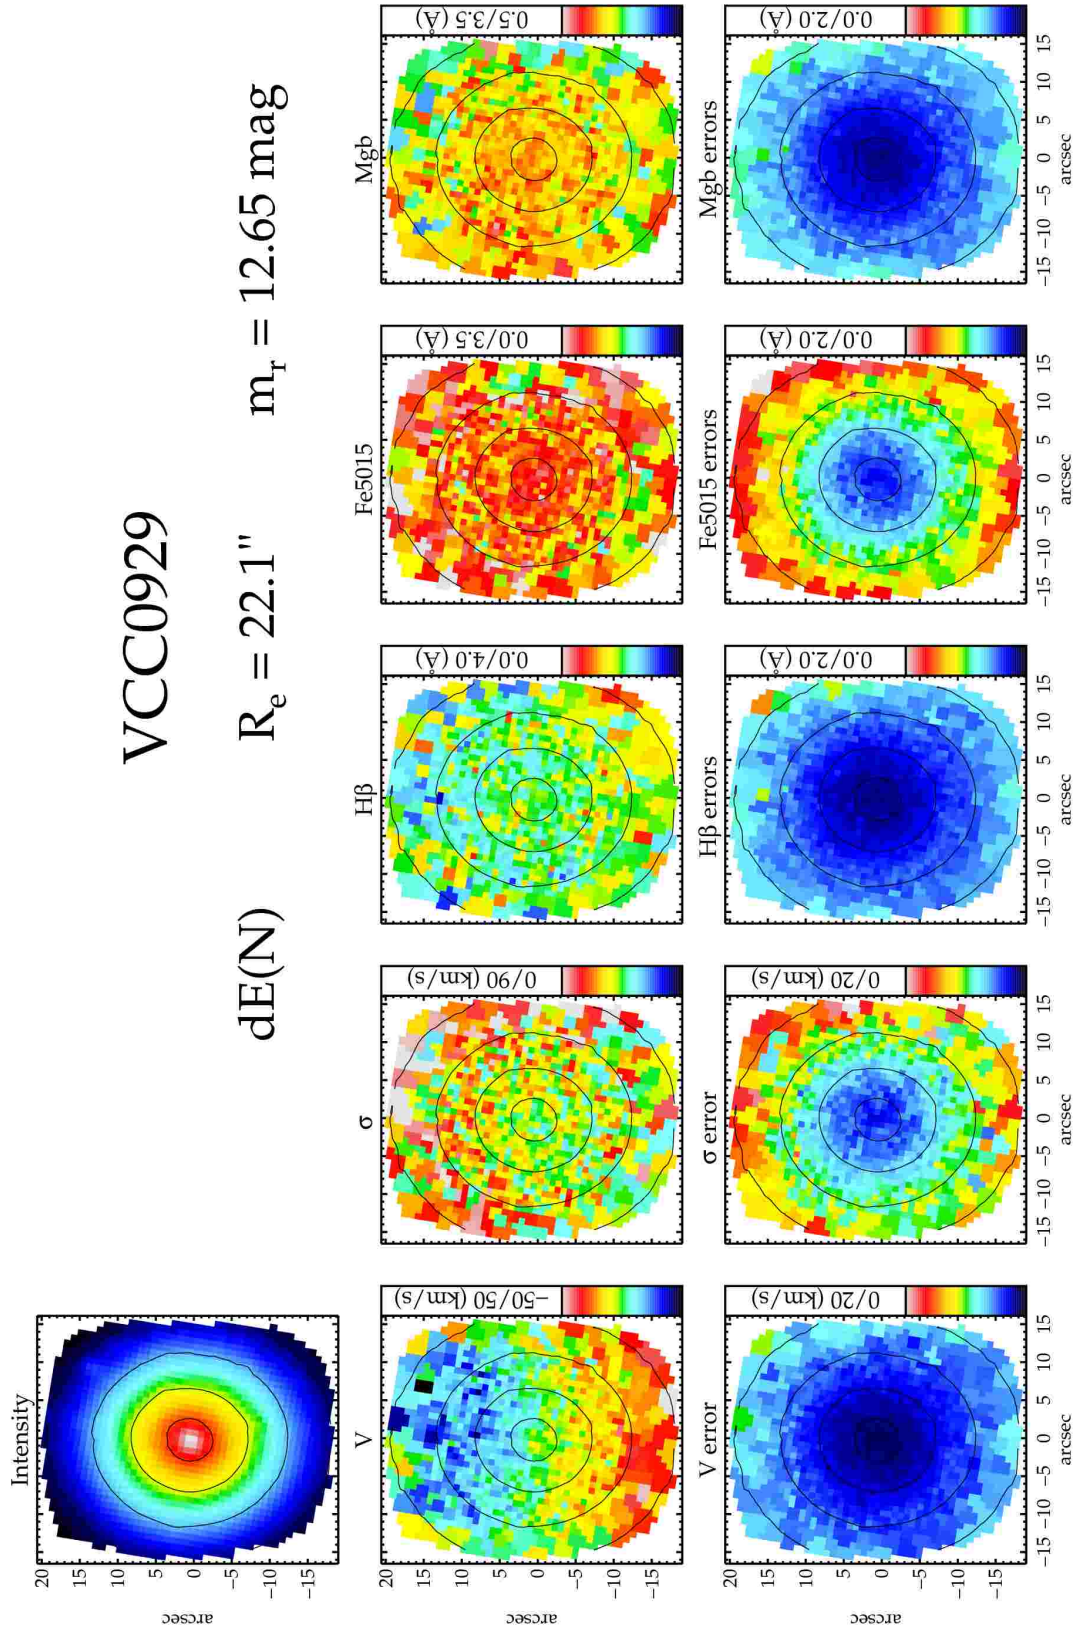 VCC0929
dE(N) R_e = 22.1" m_r = 12.65 mag
Intensity
arcsec
20
15
10
5
0
−5
−10
−15
V
−50/50 (km/s)
σ
0/90 (km/s)
Hβ
0.0/4.0 (Å)
Fe5015
0.0/3.5 (Å)
Mgb
0.5/3.5 (Å)
arcsec
20
15
10
5
0
−5
−10
−15
V error
0/20 (km/s)
σ error
0/20 (km/s)
Hβ errors
0.0/2.0 (Å)
Fe5015 errors
0.0/2.0 (Å)
Mgb errors
0.0/2.0 (Å)
arcsec
20
15
10
5
0
−5
−10
−15
−15 −10 −5 0 5 10 15
arcsec
−15 −10 −5 0 5 10 15
arcsec
−15 −10 −5 0 5 10 15
arcsec
−15 −10 −5 0 5 10 15
arcsec
−15 −10 −5 0 5 10 15
arcsec